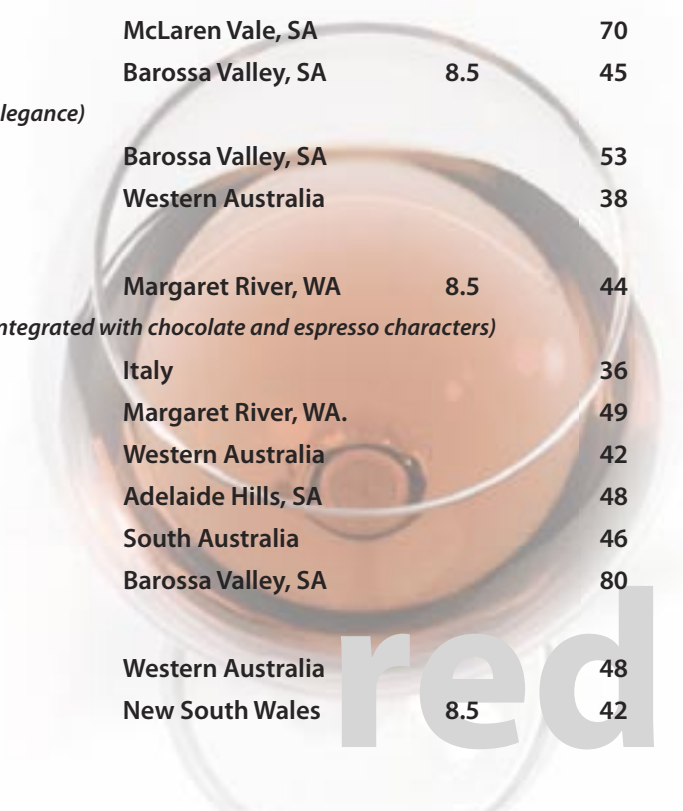 McLaren Vale, SA 70
Barossa Valley, SA 8.5 45
legance)
Barossa Valley, SA 53
Western Australia 38
Margaret River, WA 8.5 44
ntegrated with chocolate and espresso characters)
Italy 36
Margaret River, WA. 49
Western Australia 42
Adelaide Hills, SA 48
South Australia 46
Barossa Valley, SA 80
Western Australia 48
New South Wales 8.5 42
red